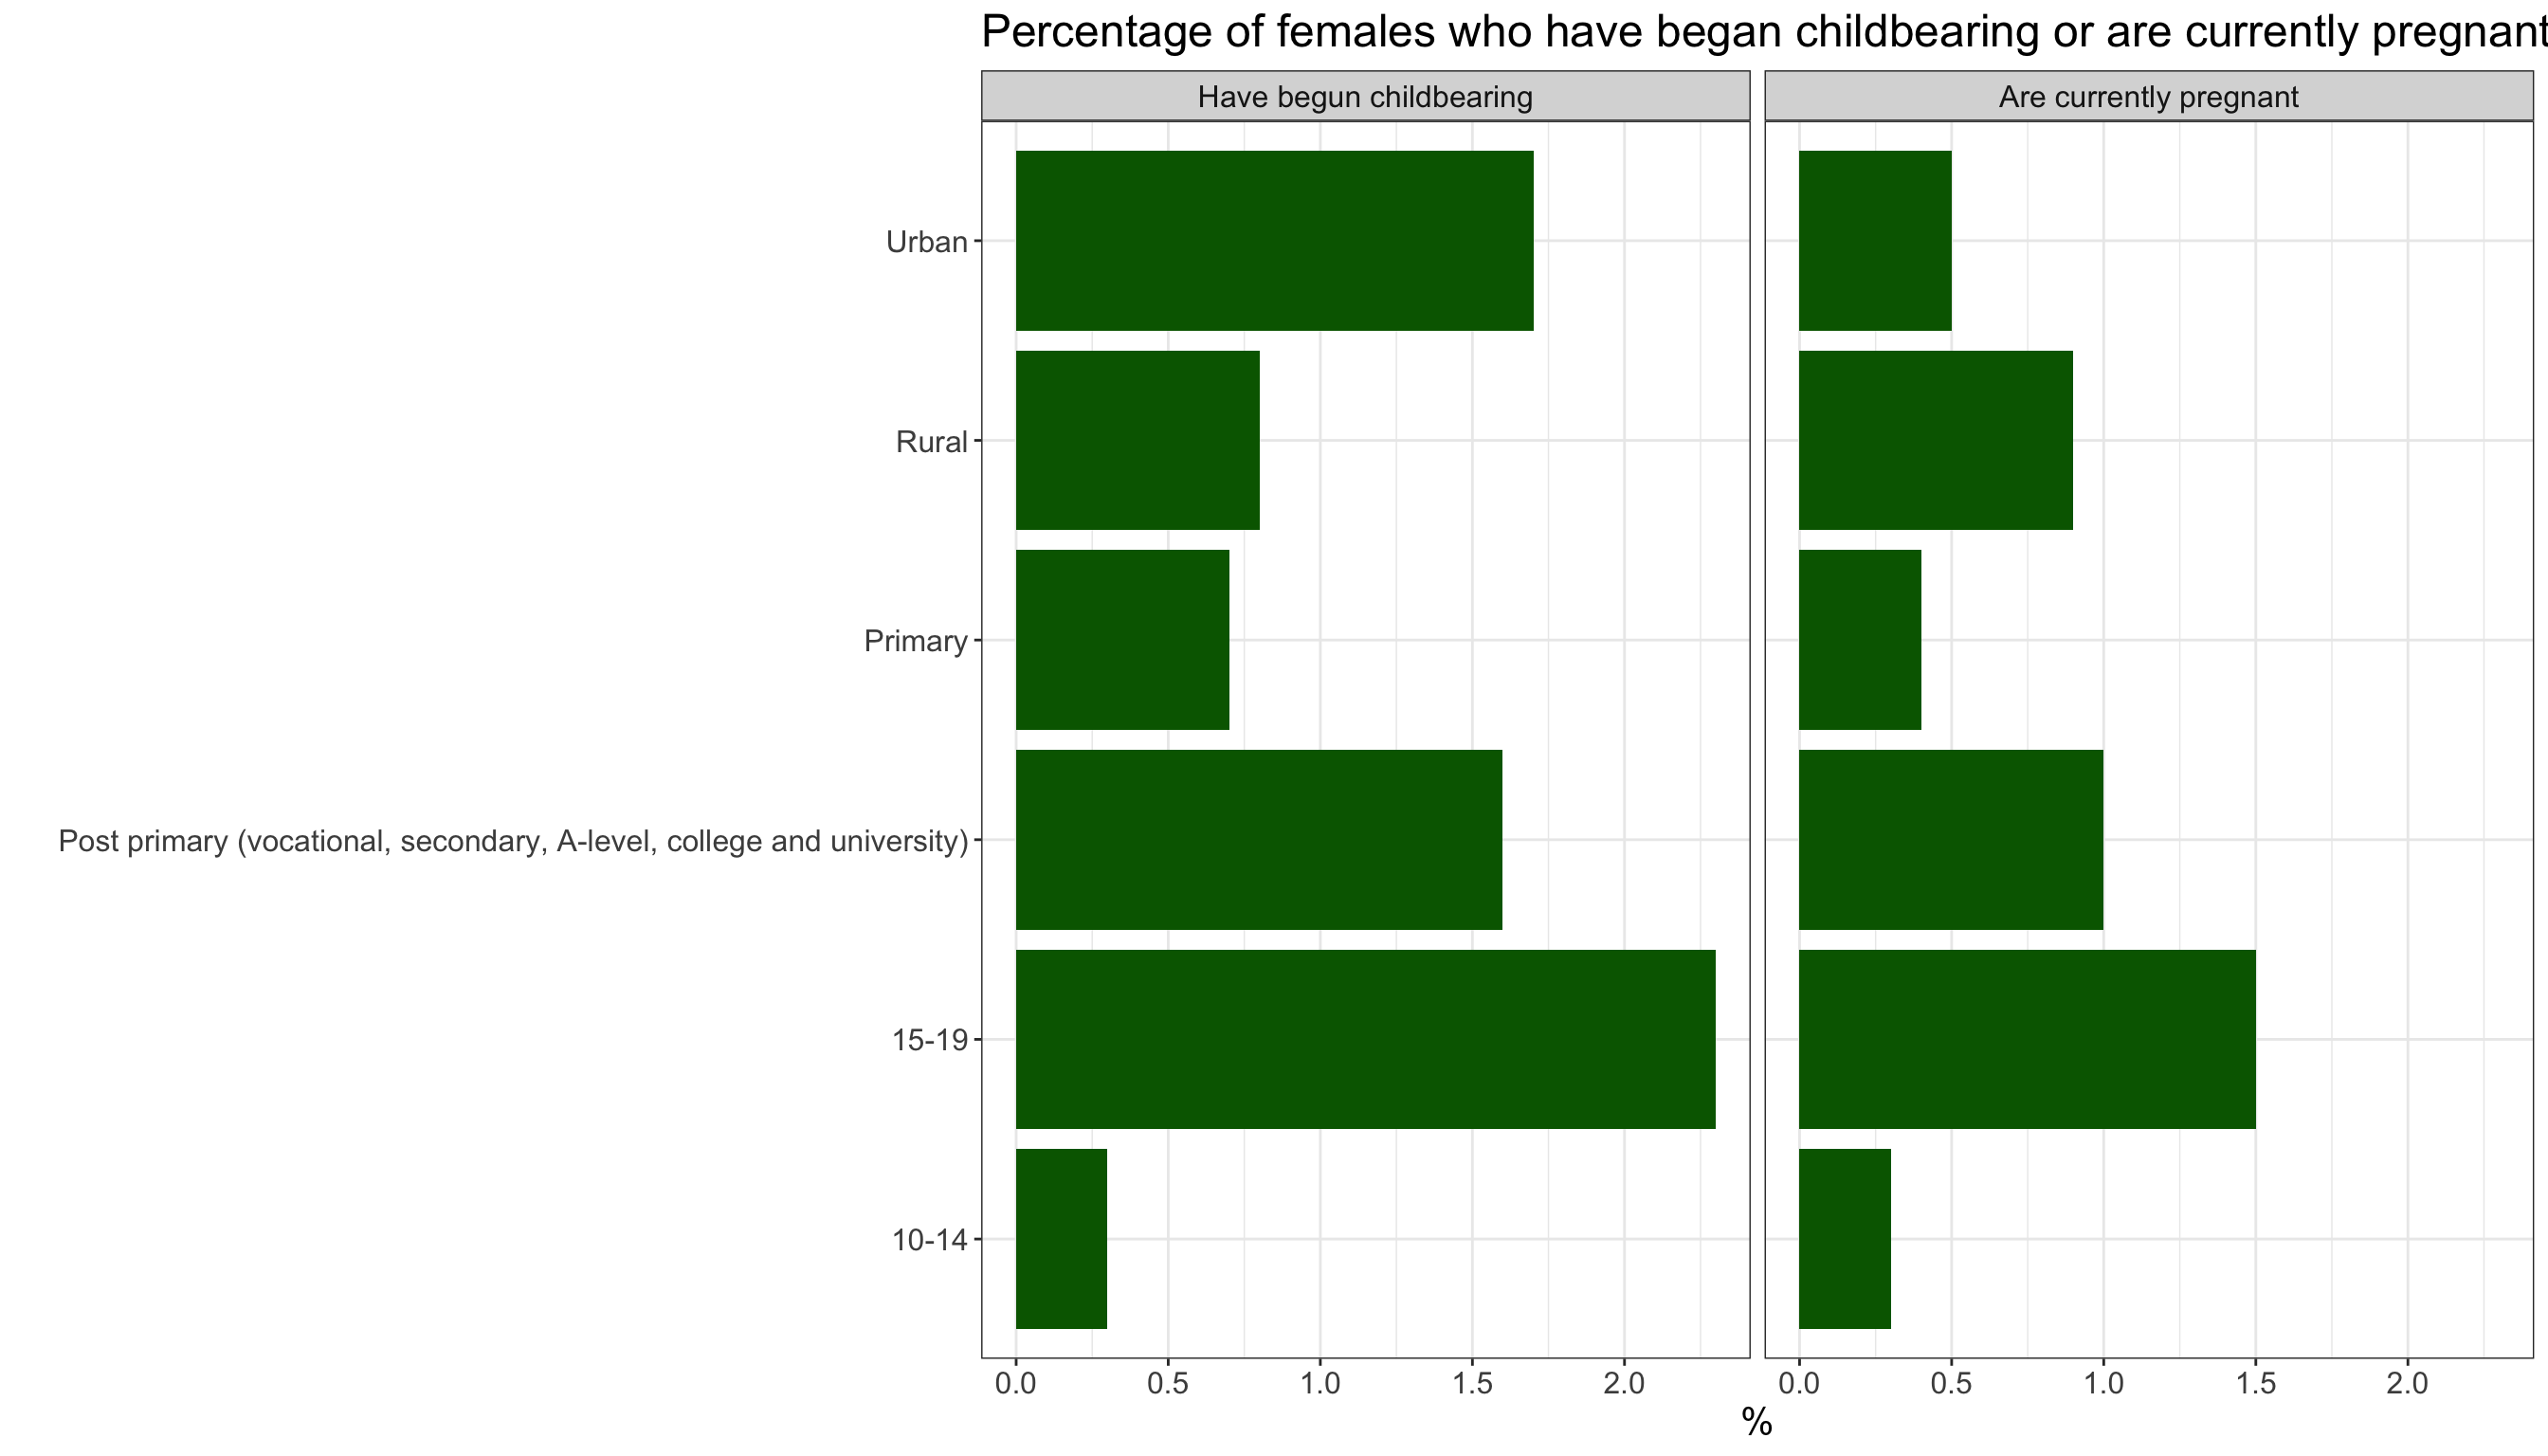 Percentage of females who have began childbearing or are currently pregnant
Have begun childbearing
Are currently pregnant
Urban
Rural
Primary
Post primary (vocational, secondary, A-level, college and university)
15-19
10-14
0.0 0.5 1.0 1.5 2.0
0.0 0.5 1.0 1.5 2.0
%